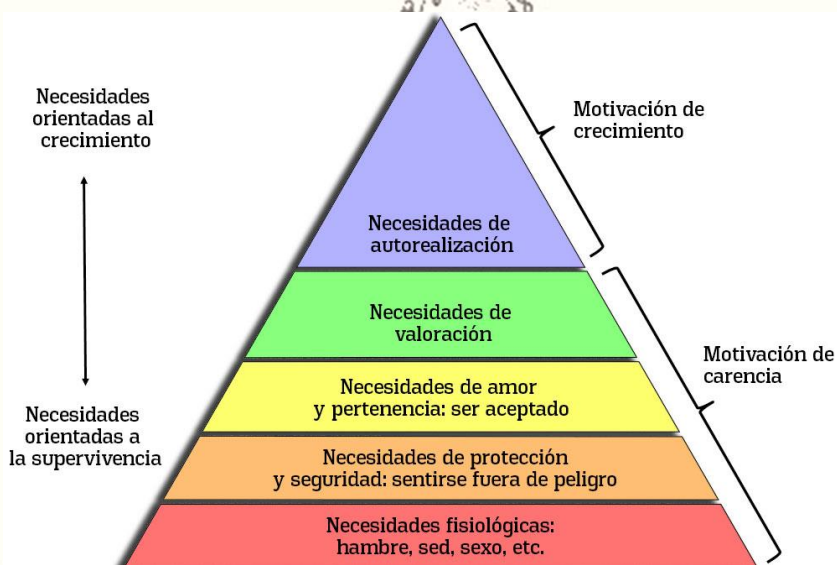 Necesidades
orientadas al
crecimiento
Motivación de
crecimiento
Necesidades de
autorealización
Necesidades de
valoración
Motivación de
carencia
Necesidades de amor
y pertenencia: ser aceptado
Necesidades
orientadas a
la supervivencia
Necesidades de protección
y seguridad: sentirse fuera de peligro
Necesidades fisiológicas:
hambre, sed, sexo, etc.